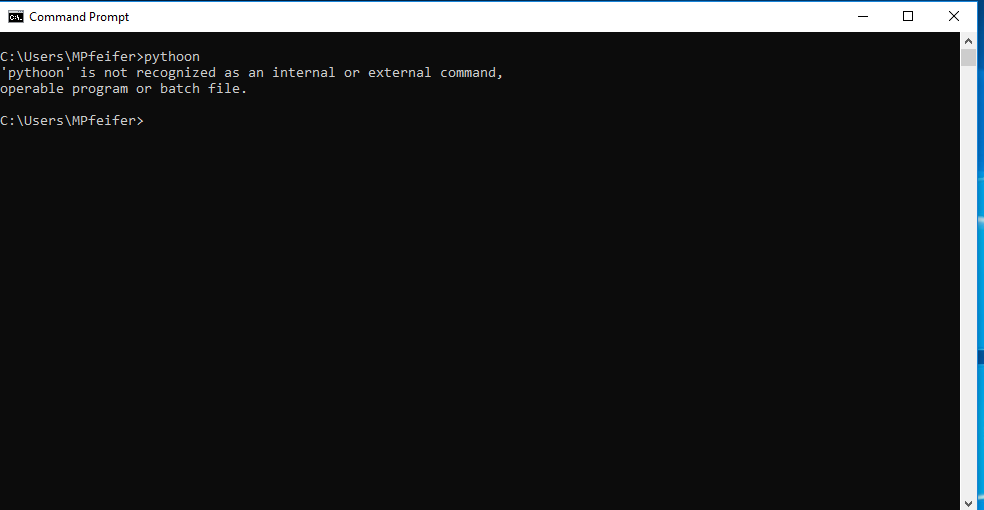 Command Prompt
C:\Users\MPfeifer>pythoon
'pythoon' is not recognized as an internal or external command,
operable program or batch file.
C:\Users\MPfeifer>